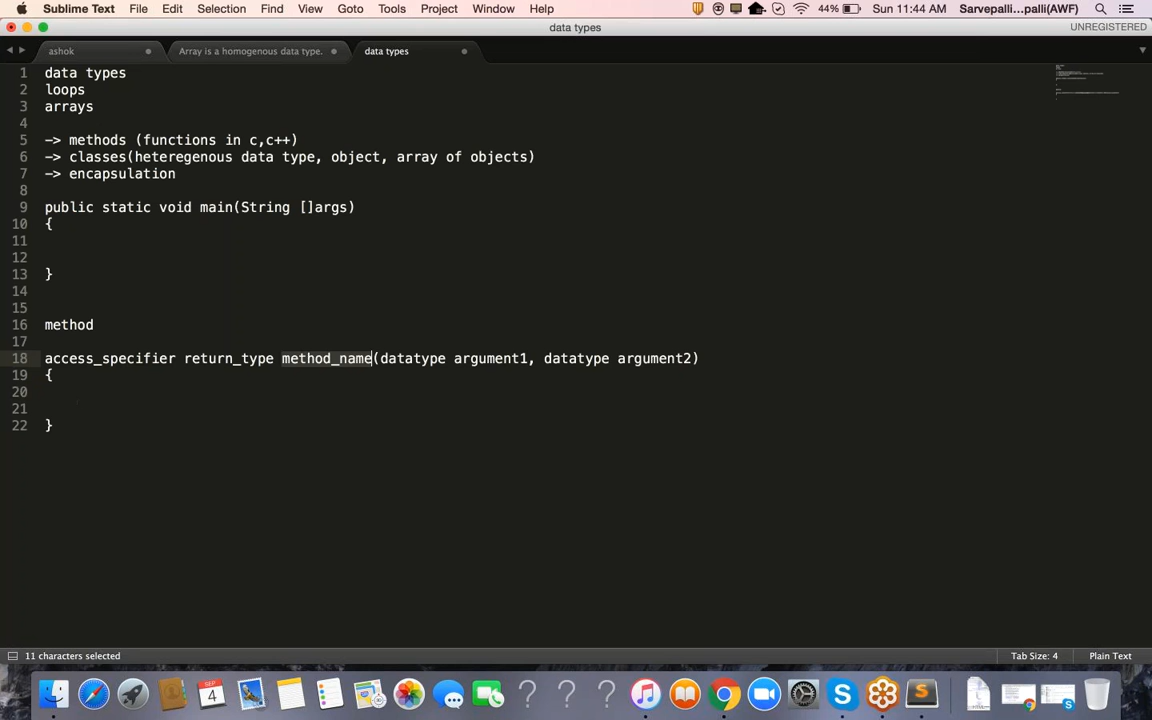 Sublime Text File Edit Selection Find View Goto Tools Project Window Help 44% Sun 11:44 AM Sarvepalli...palli(AWF)
data types UNREGISTERED
ashok Array is a homogenous data type. data types
1 data types
2 loops
3 arrays
4
5 -> methods (functions in c,c++)
6 -> classes(heteregenous data type, object, array of objects)
7 -> encapsulation
8
9 public static void main(String []args)
10 {
11
12
13 }
14
15
16 method
17
18 access_specifier return_type method_name(datatype argument1, datatype argument2)
19 {
20
21
22 }
11 characters selected Tab Size: 4 Plain Text
SEP
4